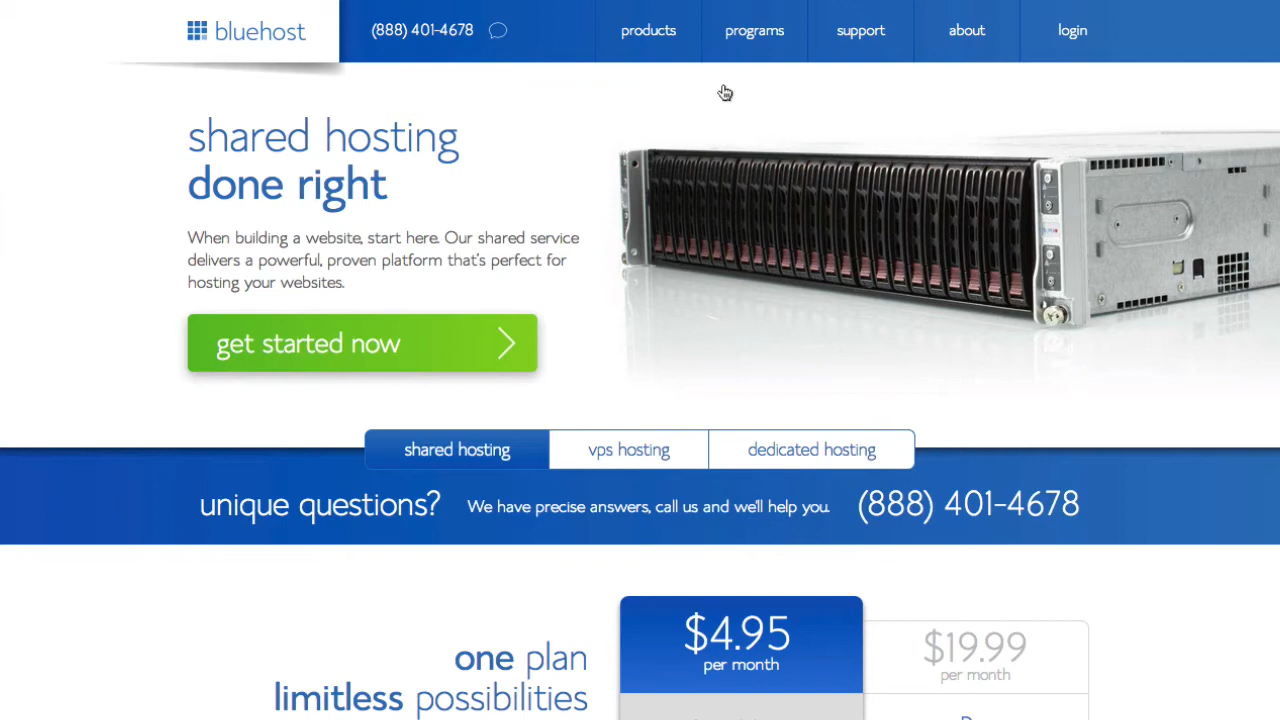 bluehost
(888) 401-4678
products
programs
support
about
login
shared hosting
done right
When building a website, start here. Our shared service
delivers a powerful, proven platform that's perfect for
hosting your websites.
get started now
shared hosting
vps hosting
dedicated hosting
unique questions?
We have precise answers, call us and we'll help you.
(888) 401-4678
one plan
limitless possibilities
$4.95
per month
$19.99
per month